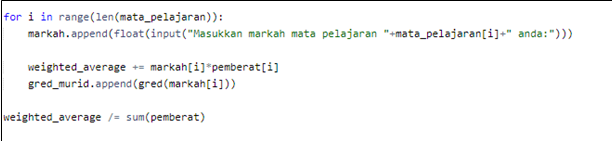 for i in range(len(mata_pelajaran)):
    markah.append(float(input("Masukkan markah mata pelajaran "+mata_pelajaran[i]+" anda:")))

    weighted_average += markah[i]*pemberat[i]
    gred_murid.append(gred(markah[i]))

weighted_average /= sum(pemberat)